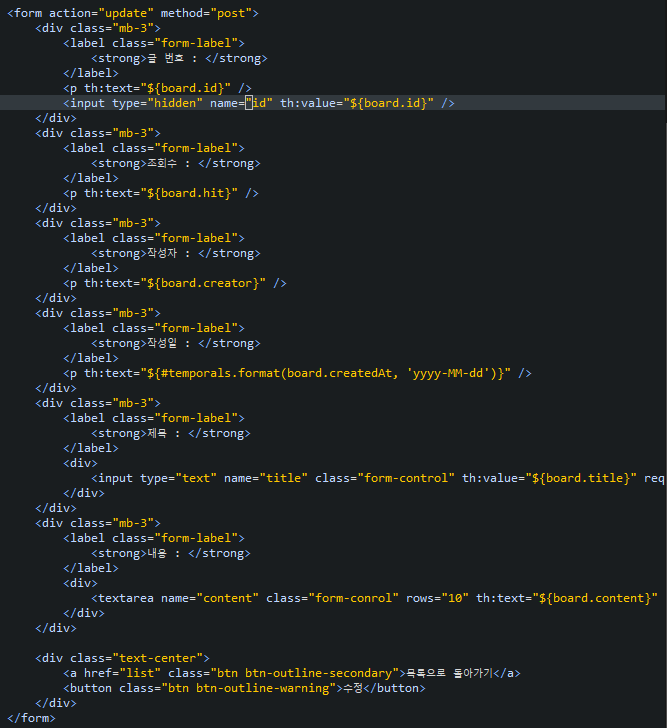 <form action="update" method="post">
    <div class="mb-3">
        <label class="form-label">
            <strong>글 번호 : </strong>
        </label>
        <p th:text="${board.id}" />
        <input type="hidden" name="id" th:value="${board.id}" />
    </div>
    <div class="mb-3">
        <label class="form-label">
            <strong>조회수 : </strong>
        </label>
        <p th:text="${board.hit}" />
    </div>
    <div class="mb-3">
        <label class="form-label">
            <strong>작성자 : </strong>
        </label>
        <p th:text="${board.creator}" />
    </div>
    <div class="mb-3">
        <label class="form-label">
            <strong>작성일 : </strong>
        </label>
        <p th:text="${#temporals.format(board.createdAt, 'yyyy-MM-dd')}" />
    </div>
    <div class="mb-3">
        <label class="form-label">
            <strong>제목 : </strong>
        </label>
        <div>
            <input type="text" name="title" class="form-control" th:value="${board.title}" req
        </div>
    </div>
    <div class="mb-3">
        <label class="form-label">
            <strong>내용 : </strong>
        </label>
        <div>
            <textarea name="content" class="form-conrol" rows="10" th:text="${board.content}"
        </div>
    </div>
    <div class="text-center">
        <a href="list" class="btn btn-outline-secondary">목록으로 돌아가기</a>
        <button class="btn btn-outline-warning">수정</button>
    </div>
</form>